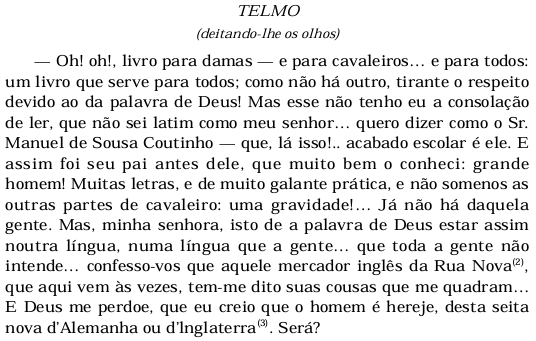 TELMO
(deitando-lhe os olhos)
— Oh! oh!, livro para damas — e para cavaleiros… e para todos:
um livro que serve para todos; como não há outro, tirante o respeito
devido ao da palavra de Deus! Mas esse não tenho eu a consolação
de ler, que não sei latim como meu senhor… quero dizer como o Sr.
Manuel de Sousa Coutinho — que, lá isso!.. acabado escolar é ele. E
assim foi seu pai antes dele, que muito bem o conheci: grande
homem! Muitas letras, e de muito galante prática, e não somenos as
outras partes de cavaleiro: uma gravidade!… Já não há daquela
gente. Mas, minha senhora, isto de a palavra de Deus estar assim
noutra língua, numa língua que a gente… que toda a gente não
intende… confesso-vos que aquele mercador inglês da Rua Nova(2),
que aqui vem às vezes, tem-me dito suas cousas que me quadram…
E Deus me perdoe, que eu creio que o homem é hereje, desta seita
nova d'Alemanha ou d'lnglaterra(3). Será?